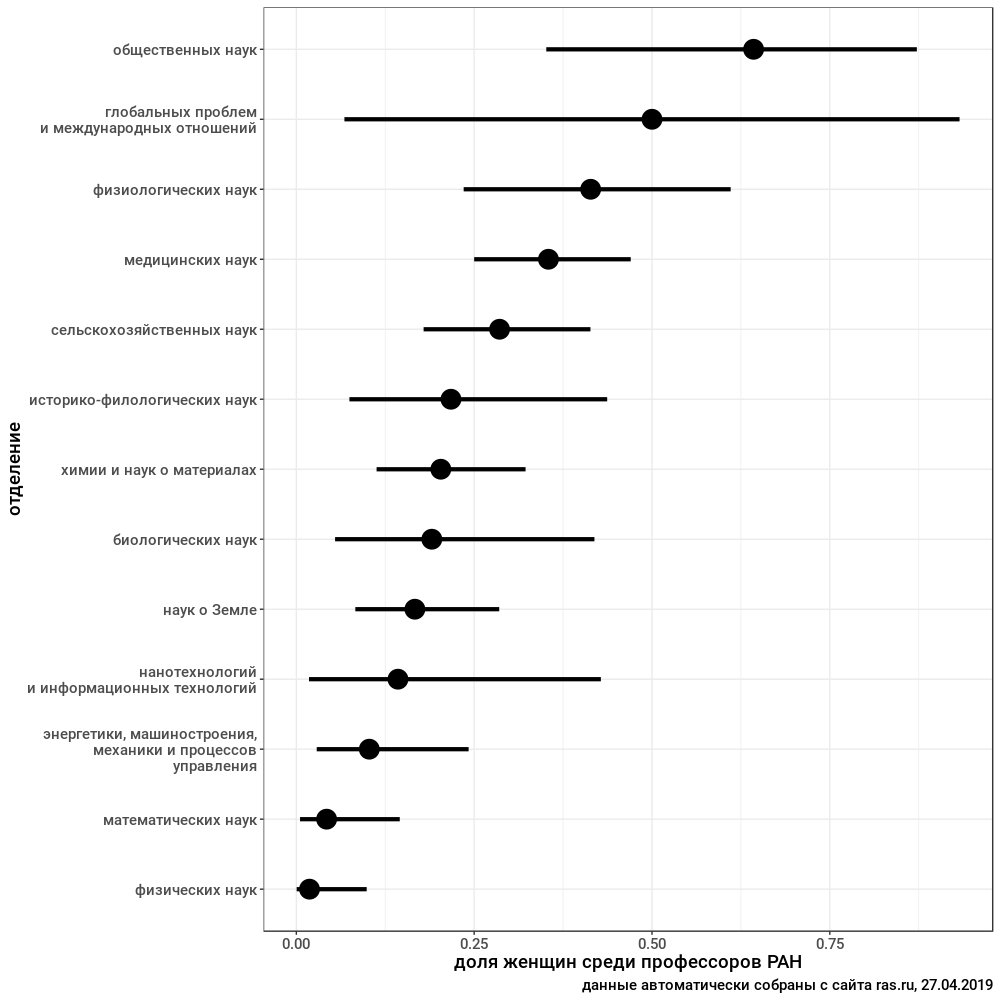 общественных наук
глобальных проблем
и международных отношений
физиологических наук
медицинских наук
сельскохозяйственных наук
историко-филологических наук
химии и наук о материалах
биологических наук
наук о Земле
нанотехнологий
и информационных технологий
энергетики, машиностроения,
механики и процессов
управления
математических наук
физических наук
отделение
0.00 0.25 0.50 0.75
доля женщин среди профессоров РАН
данные автоматически собраны с сайта ras.ru, 27.04.2019